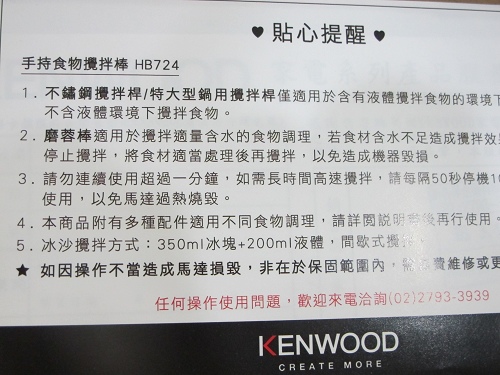 ♥ 貼心提醒 ♥
手持食物攪拌棒 HB724
1. 不鏽鋼攪拌桿/特大型鍋用攪拌桿僅適用於含有液體攪拌食物的環境下
不含液體環境下攪拌食物。
2. 磨蓉棒適用於攪拌適量含水的食物調理，若食材含水不足造成攪拌效
停止攪拌，將食材適當處理後再攪拌，以免造成機器毀損。
3. 請勿連續使用超過一分鐘，如需長時間高速攪拌，請每隔50秒停機10
使用，以免馬達過熱燒毀。
4. 本商品附有多種配件適用不同食物調理，請詳閱說明 後再行使用。
5. 冰沙攪拌方式：350ml冰塊+200ml液體，間歇式攪
★ 如因操作不當造成馬達損毀，非在於保固範圍內， 費維修或更
任何操作使用問題，歡迎來電洽詢(02)2793-3939
KENWOOD
CREATE MORE